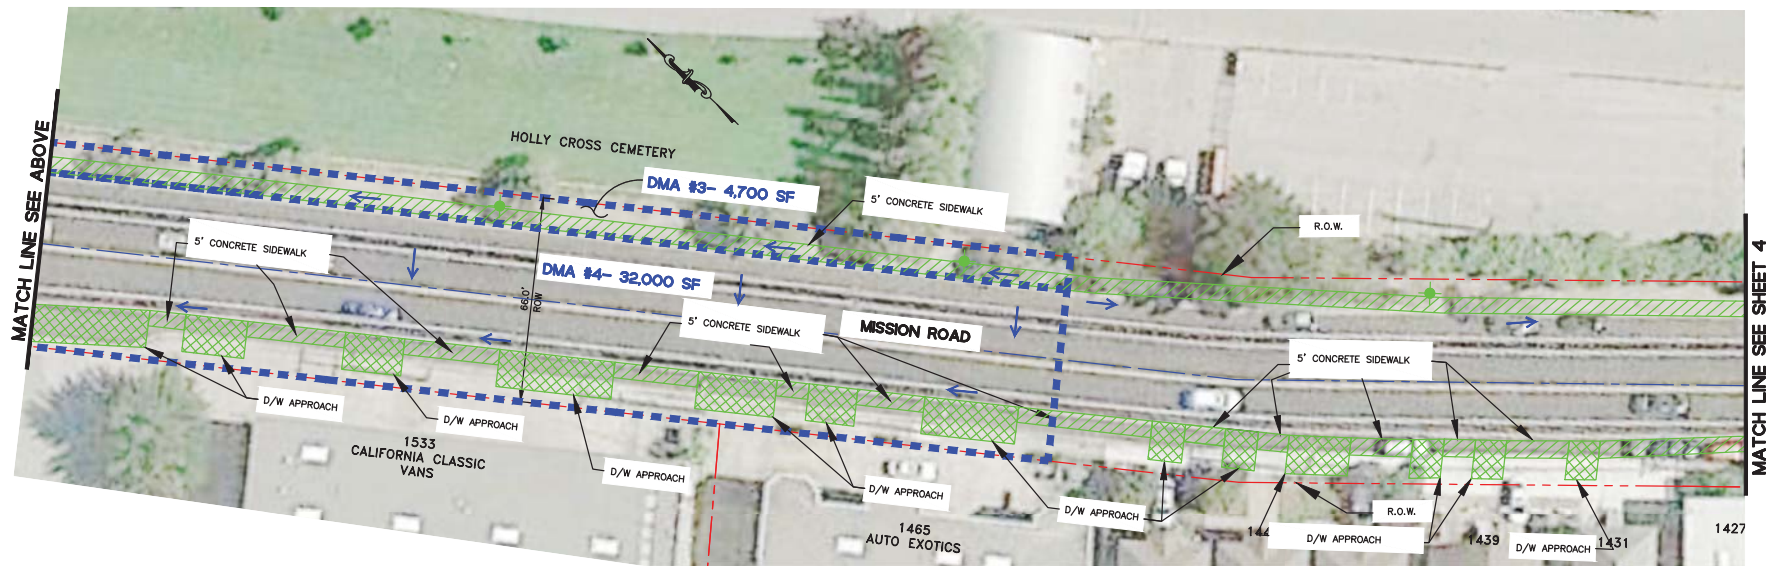 MATCH LINE SEE ABOVE
HOLLY CROSS CEMETERY
DMA #3- 4,700 SF
5' CONCRETE SIDEWALK
R.O.W.
5' CONCRETE SIDEWALK
DMA #4- 32,000 SF
66.0'
ROW
5' CONCRETE SIDEWALK
MISSION ROAD
5' CONCRETE SIDEWALK
MATCH LINE SEE SHEET 4
D/W APPROACH
D/W APPROACH
1533
CALIFORNIA CLASSIC
VANS
D/W APPROACH
D/W APPROACH
D/W APPROACH
R.O.W.
1465
AUTO EXOTICS
D/W APPROACH
1439
D/W APPROACH
1431
1427